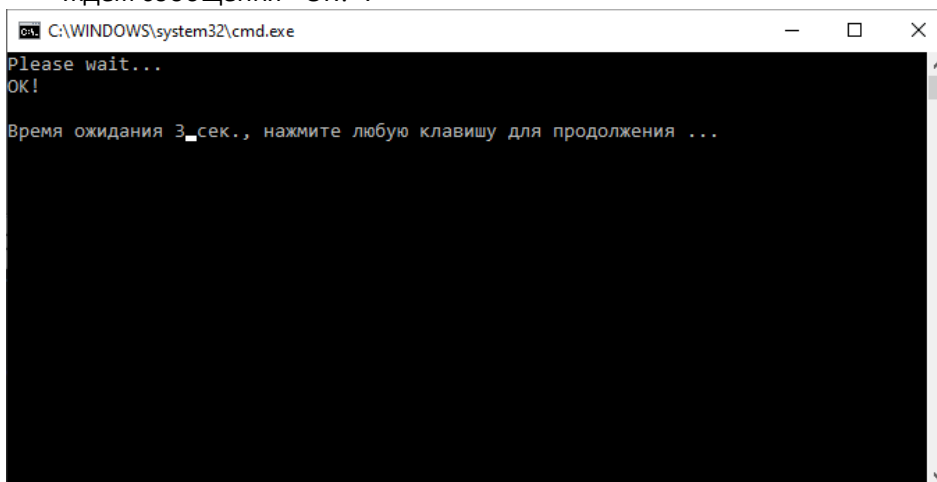 C:\WINDOWS\system32\cmd.exe
Please wait...
OK!
Время ожидания 3 сек., нажмите любую клавишу для продолжения ...